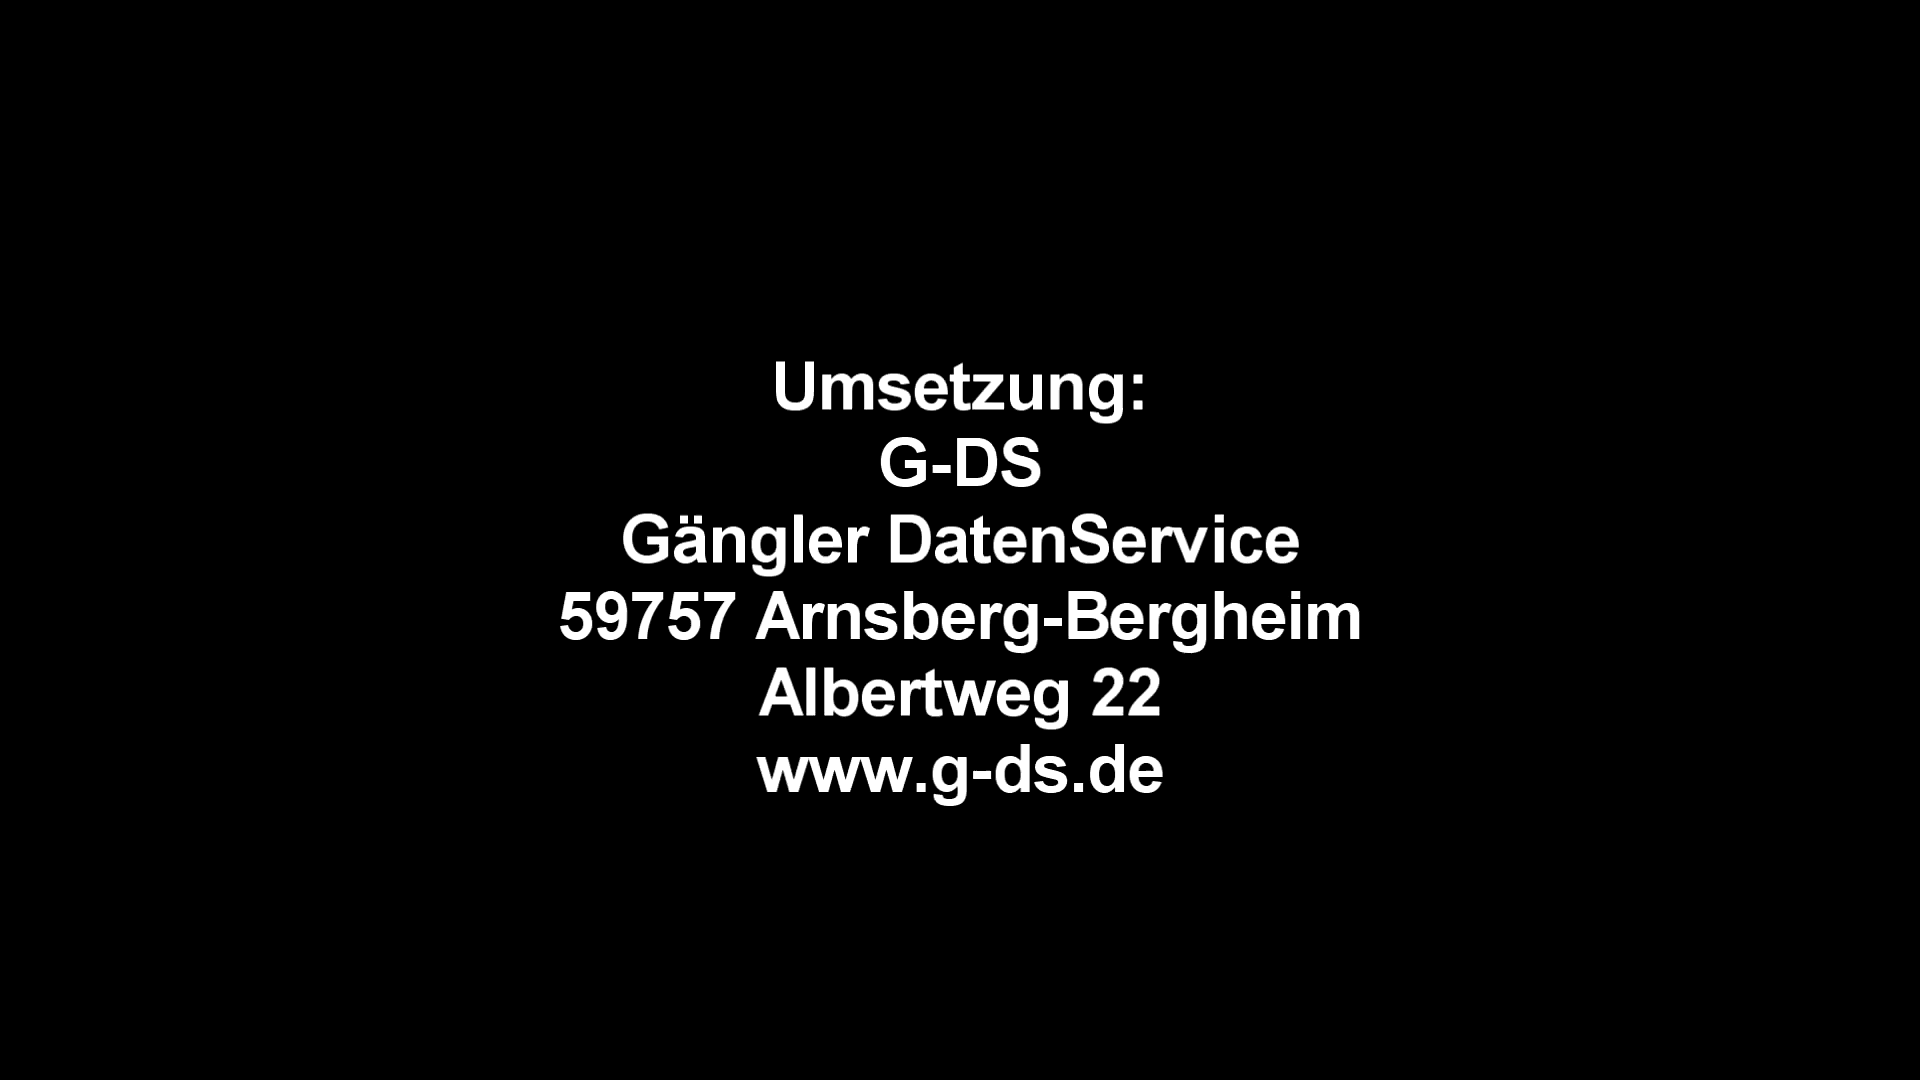 Umsetzung:
G-DS
Gängler DatenService
59757 Arnsberg-Bergheim
Albertweg 22
www.g-ds.de